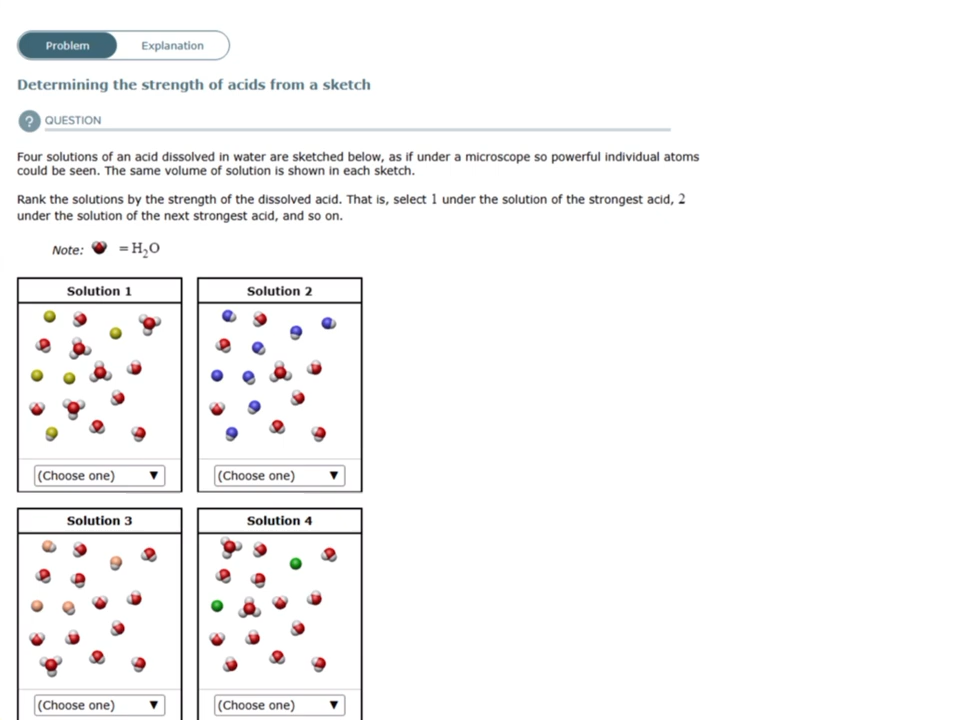 Problem
Explanation
Determining the strength of acids from a sketch
? QUESTION
Four solutions of an acid dissolved in water are sketched below, as if under a microscope so powerful individual atoms
could be seen. The same volume of solution is shown in each sketch.
Rank the solutions by the strength of the dissolved acid. That is, select 1 under the solution of the strongest acid, 2
under the solution of the next strongest acid, and so on.
Note: = H₂O
Solution 1
Solution 2
(Choose one) ▼
(Choose one) ▼
Solution 3
Solution 4
(Choose one) ▼
(Choose one) ▼